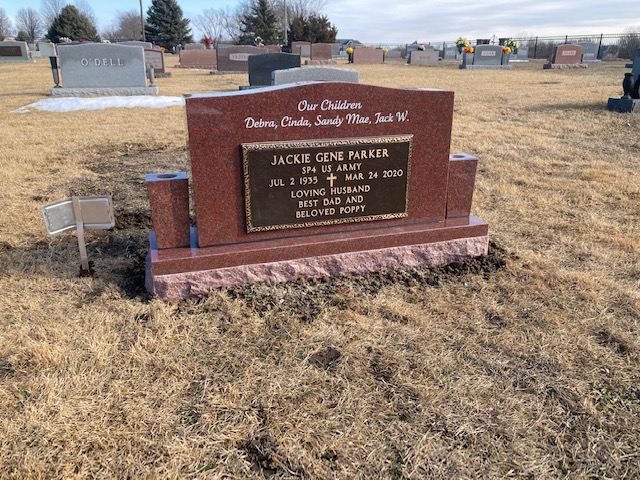 O'DELL
Our Children
Debra, Cinda, Sandy Mae, Jack W.
JACKIE GENE PARKER
SP4 US ARMY
JUL 2 1935 ✝ MAR 24 2020
LOVING HUSBAND
BEST DAD AND
BELOVED POPPY